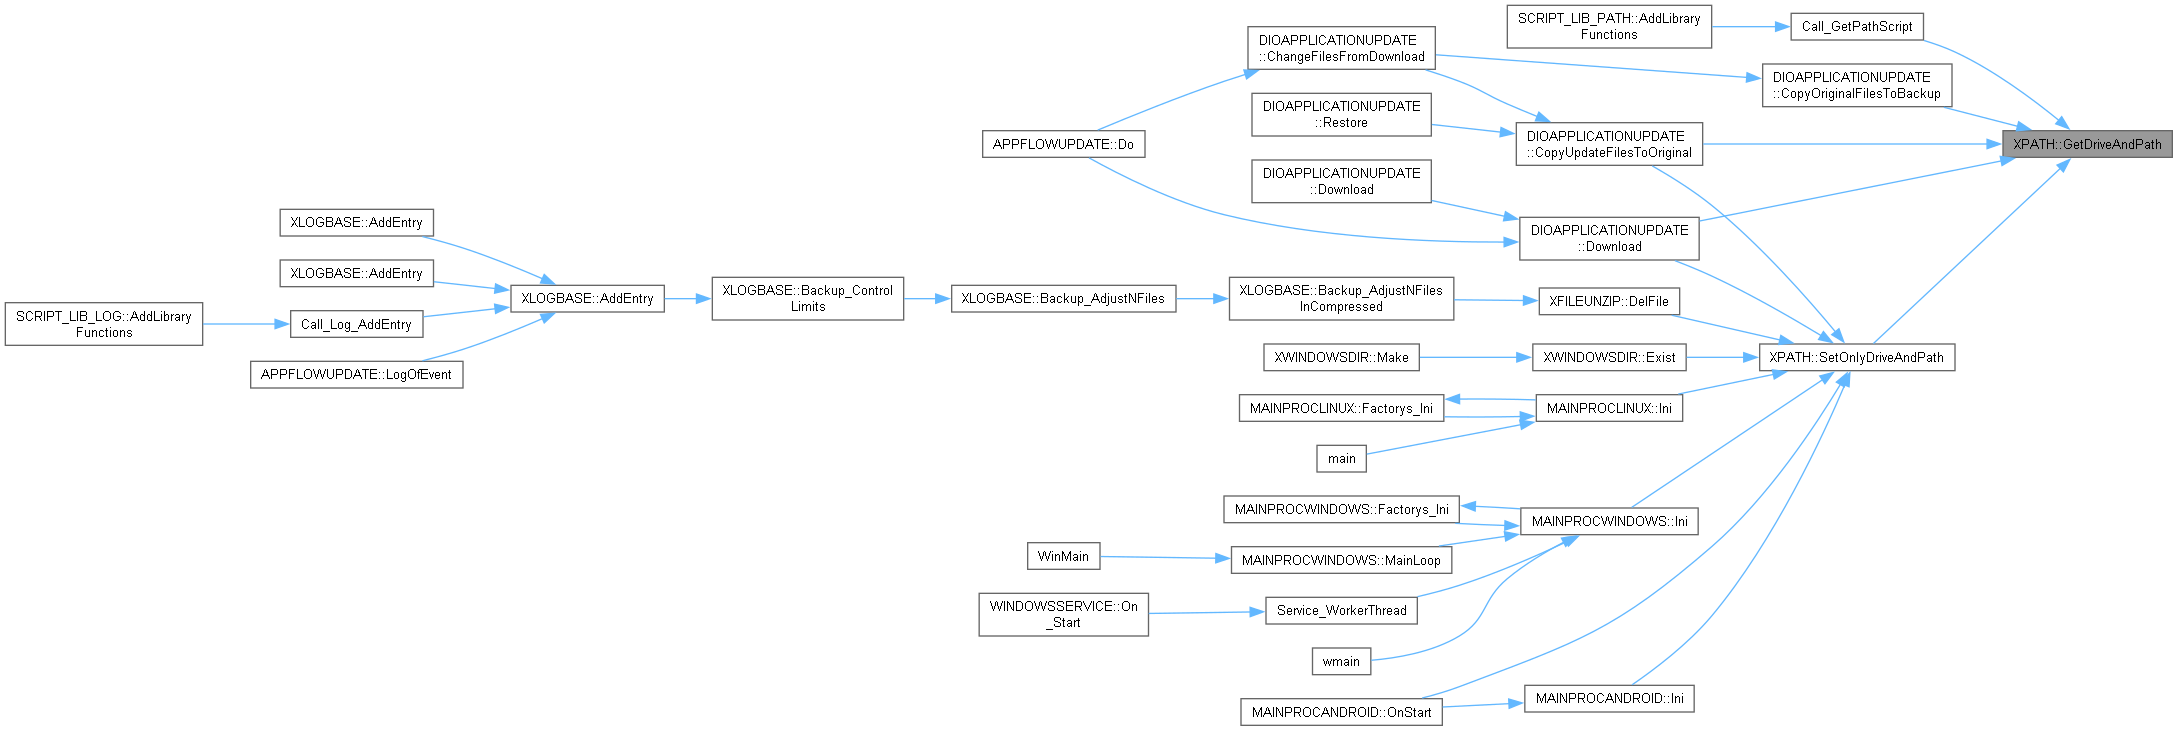 SCRIPT_LIB_PATH::AddLibrary
Functions
Call_GetPathScript
DIOAPPLICATIONUPDATE
::ChangeFilesFromDownload
DIOAPPLICATIONUPDATE
::CopyOriginalFilesToBackup
DIOAPPLICATIONUPDATE
::Restore
APPFLOWUPDATE::Do
DIOAPPLICATIONUPDATE
::CopyUpdateFilesToOriginal
XPATH::GetDriveAndPath
DIOAPPLICATIONUPDATE
::Download
DIOAPPLICATIONUPDATE
::Download
XLOGBASE::AddEntry
XLOGBASE::AddEntry
XLOGBASE::AddEntry
XLOGBASE::Backup_Control
Limits
XLOGBASE::Backup_AdjustNFiles
XLOGBASE::Backup_AdjustNFiles
InCompressed
XFILEUNZIP::DelFile
SCRIPT_LIB_LOG::AddLibrary
Functions
Call_Log_AddEntry
APPFLOWUPDATE::LogOfEvent
XWINDOWSDIR::Make
XWINDOWSDIR::Exist
XPATH::SetOnlyDriveAndPath
MAINPROCLINUX::Factorys_Ini
MAINPROCLINUX::Ini
main
MAINPROCWINDOWS::Factorys_Ini
MAINPROCWINDOWS::Ini
WinMain
MAINPROCWINDOWS::MainLoop
WINDOWSSERVICE::On
_Start
Service_WorkerThread
wmain
MAINPROCANDROID::OnStart
MAINPROCANDROID::Ini